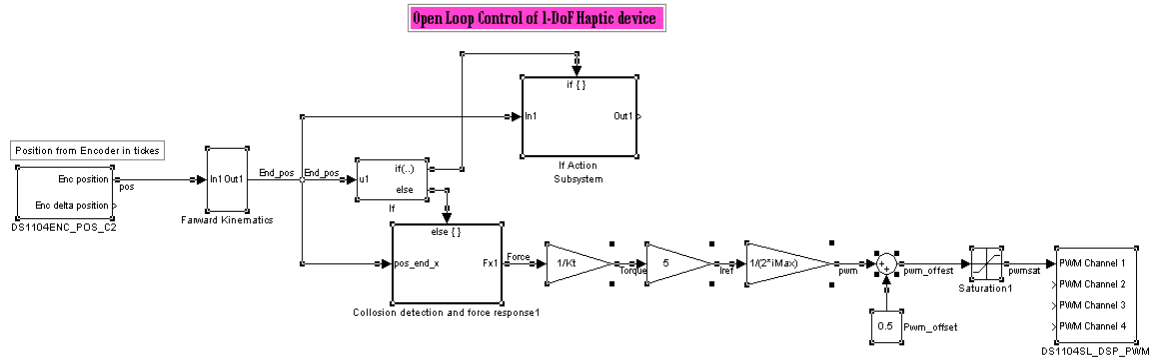 Open Loop Control of 1-DoF Haptic device
if { }
In1
Out1
If Action
Subsystem
Position from Encoder in tickes
Enc position
Enc delta position
pos
DS1104ENC_POS_C2
In1 Out1
Farward Kinematics
End_pos
End_pos
u1
if(..)
else
If
else { }
pos_end_x
Fx1
Collosion detection and force response1
Force
1/Kt
Torque
5
Iref
1/(2*iMax)
pwm
pwm_offest
0.5
Pwm_offset
Saturation1
pwmsat
PWM Channel 1
PWM Channel 2
PWM Channel 3
PWM Channel 4
DS1104SL_DSP_PWM